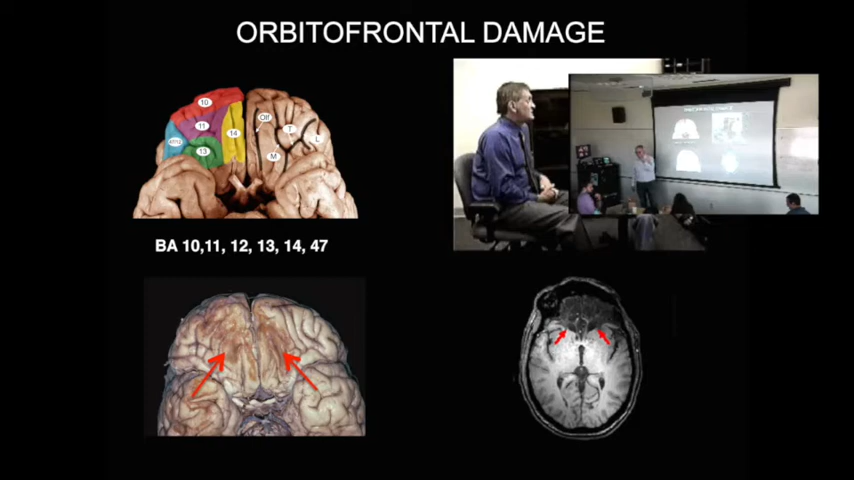 ORBITOFRONTAL DAMAGE
10
11
14
13
47/12
Olf
T
L
M
BA 10,11, 12, 13, 14, 47